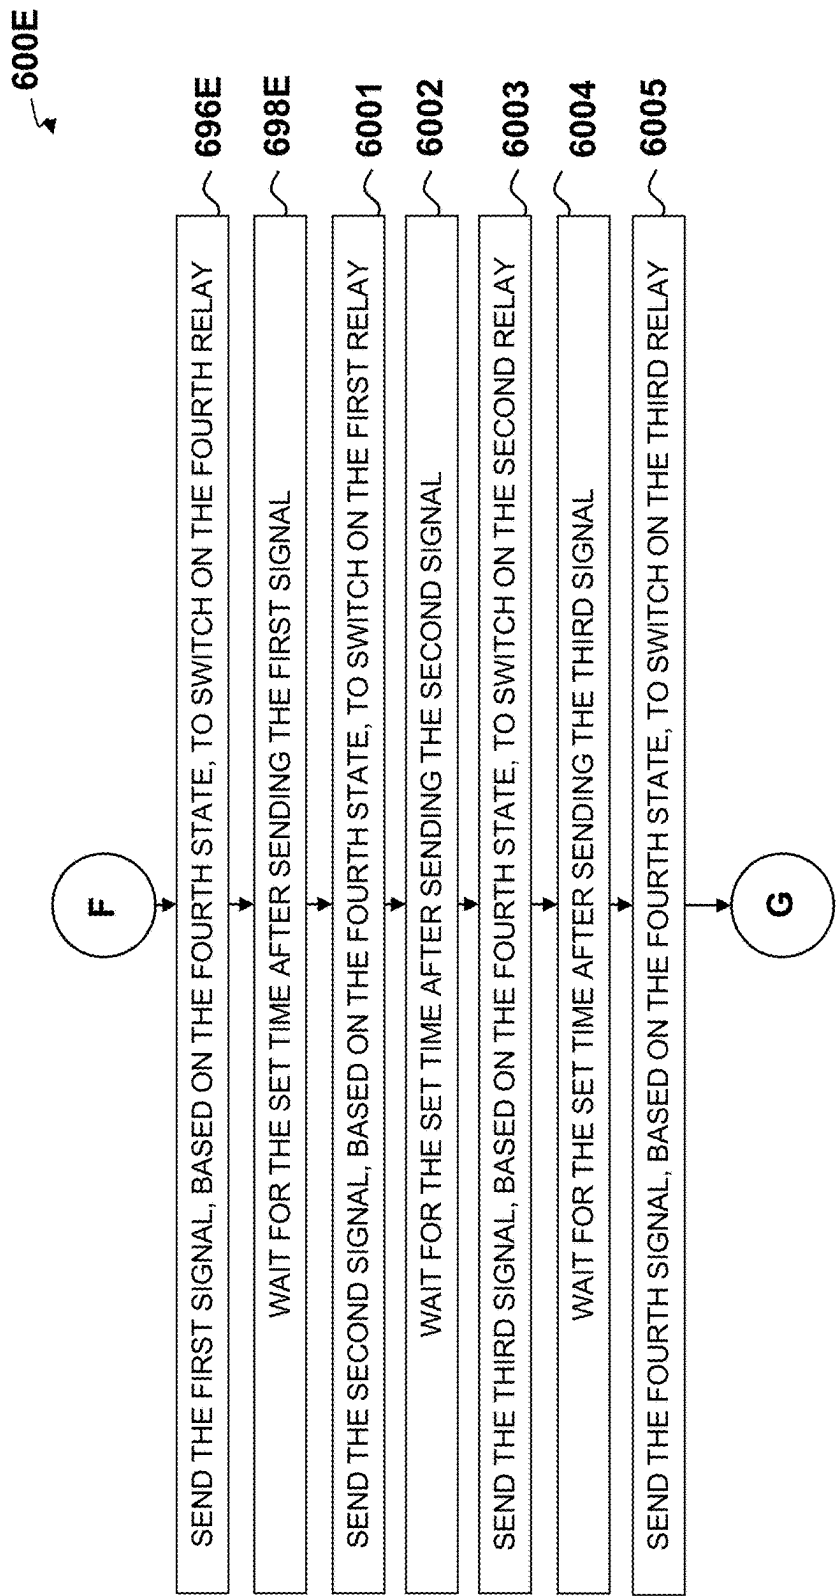 600E
F
SEND THE FIRST SIGNAL, BASED ON THE FOURTH STATE, TO SWITCH ON THE FOURTH RELAY
696E
WAIT FOR THE SET TIME AFTER SENDING THE FIRST SIGNAL
698E
SEND THE SECOND SIGNAL, BASED ON THE FOURTH STATE, TO SWITCH ON THE FIRST RELAY
6001
WAIT FOR THE SET TIME AFTER SENDING THE SECOND SIGNAL
6002
SEND THE THIRD SIGNAL, BASED ON THE FOURTH STATE, TO SWITCH ON THE SECOND RELAY
6003
WAIT FOR THE SET TIME AFTER SENDING THE THIRD SIGNAL
6004
SEND THE FOURTH SIGNAL, BASED ON THE FOURTH STATE, TO SWITCH ON THE THIRD RELAY
6005
G